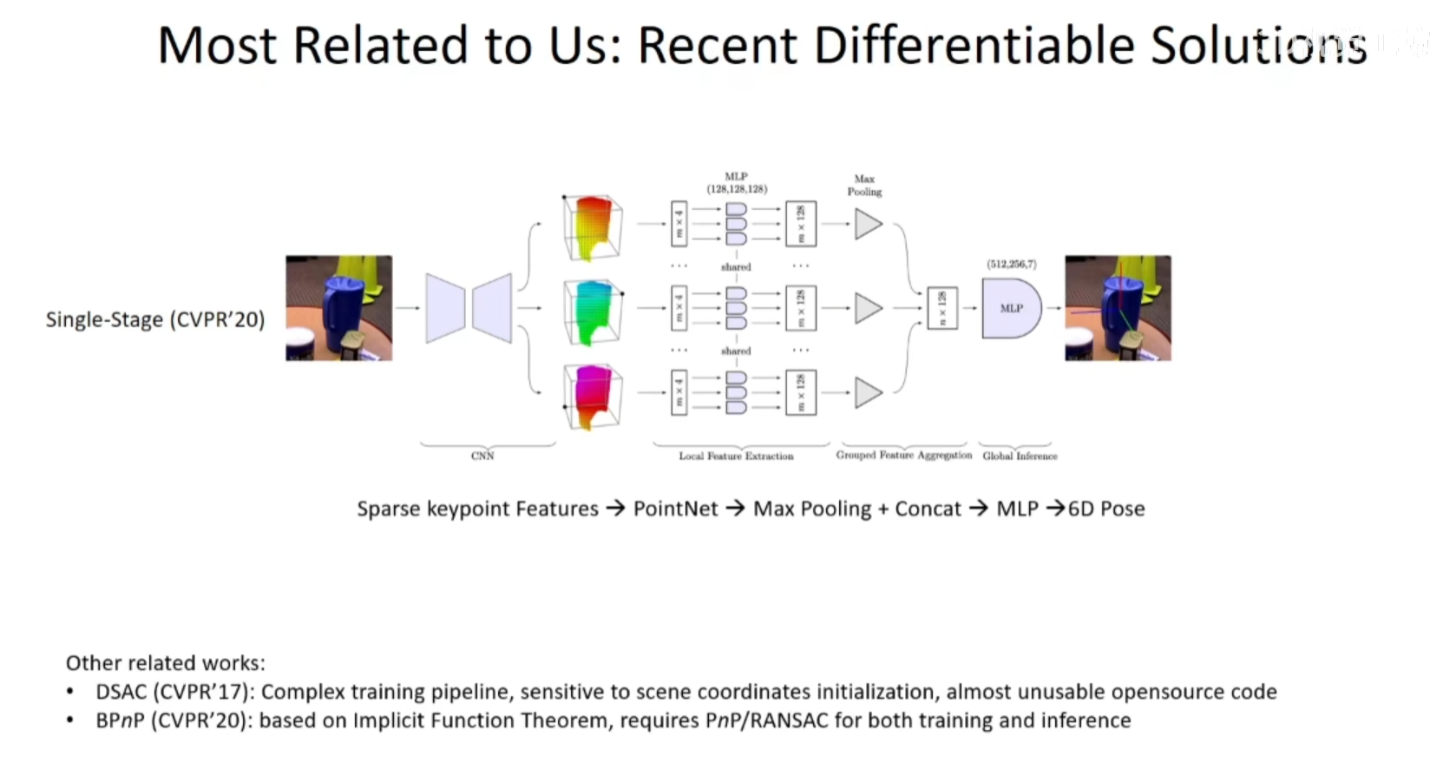 Most Related to Us: Recent Differentiable Solutions
MLP
(128,128,128)
Max
Pooling
m × 4
m × 128
shared
· · ·
· · ·
(512,256,7)
Single-Stage (CVPR'20)
m × 4
m × 128
n × 128
MLP
shared
· · ·
· · ·
m × 4
m × 128
CNN
Local Feature Extraction
Grouped Feature Aggregation
Global Inference
Sparse keypoint Features → PointNet → Max Pooling + Concat → MLP →6D Pose
Other related works:
• DSAC (CVPR'17): Complex training pipeline, sensitive to scene coordinates initialization, almost unusable opensource code
• BPnP (CVPR'20): based on Implicit Function Theorem, requires PnP/RANSAC for both training and inference